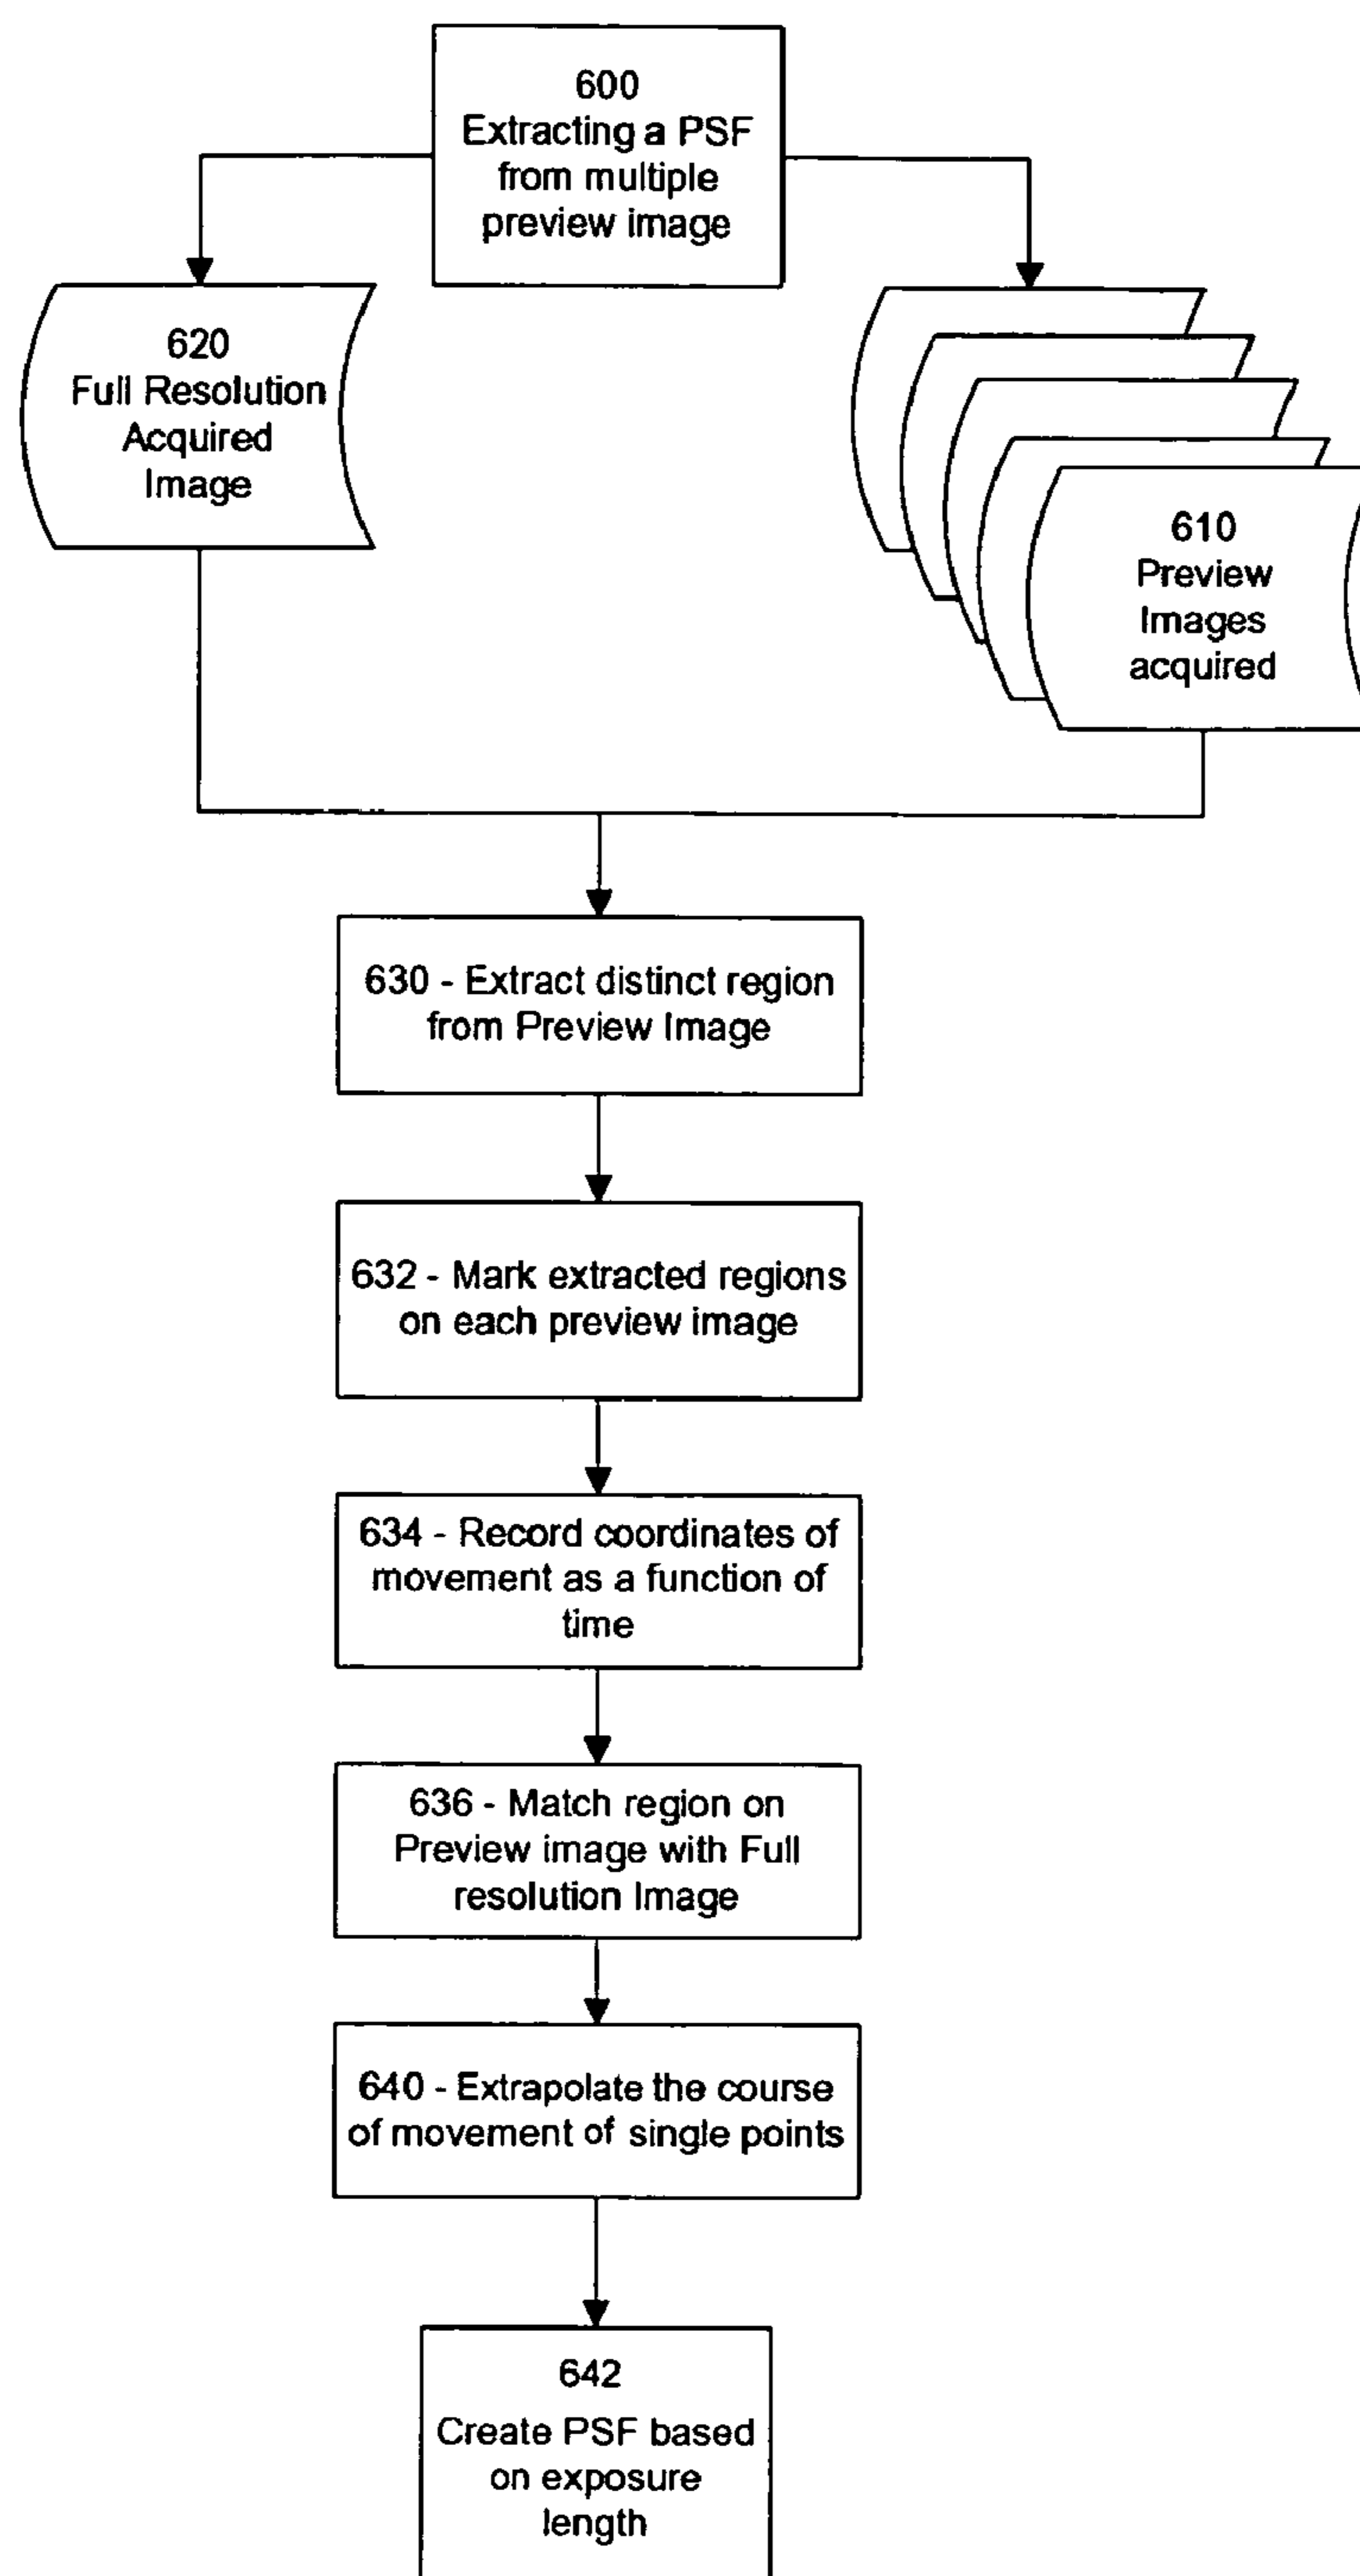 600
Extracting a PSF
from multiple
preview image
620
Full Resolution
Acquired
Image
610
Preview
Images
acquired
630 - Extract distinct region
from Preview Image
632 - Mark extracted regions
on each preview image
634 - Record coordinates of
movement as a function of
time
636 - Match region on
Preview image with Full
resolution Image
640 - Extrapolate the course
of movement of single points
642
Create PSF based
on exposure
length